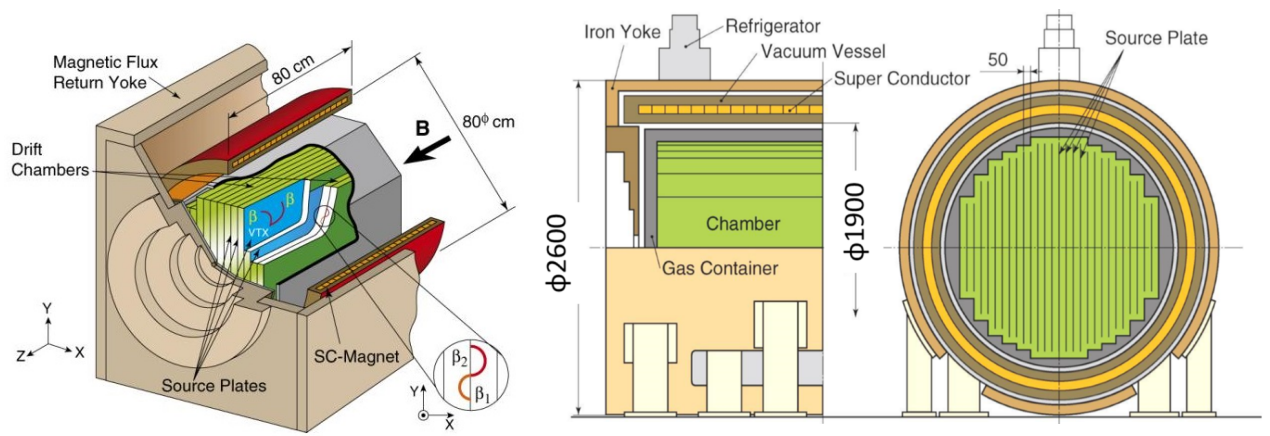 Magnetic Flux
Return Yoke
80 cm
80ᶲ cm
B
Drift
Chambers
β
β
VTX
Y
Z
X
Source Plates
SC-Magnet
β₂
β₁
Y
X
Iron Yoke
Refrigerator
Vacuum Vessel
Super Conductor
Chamber
Gas Container
ϕ2600
ϕ1900
50
Source Plate